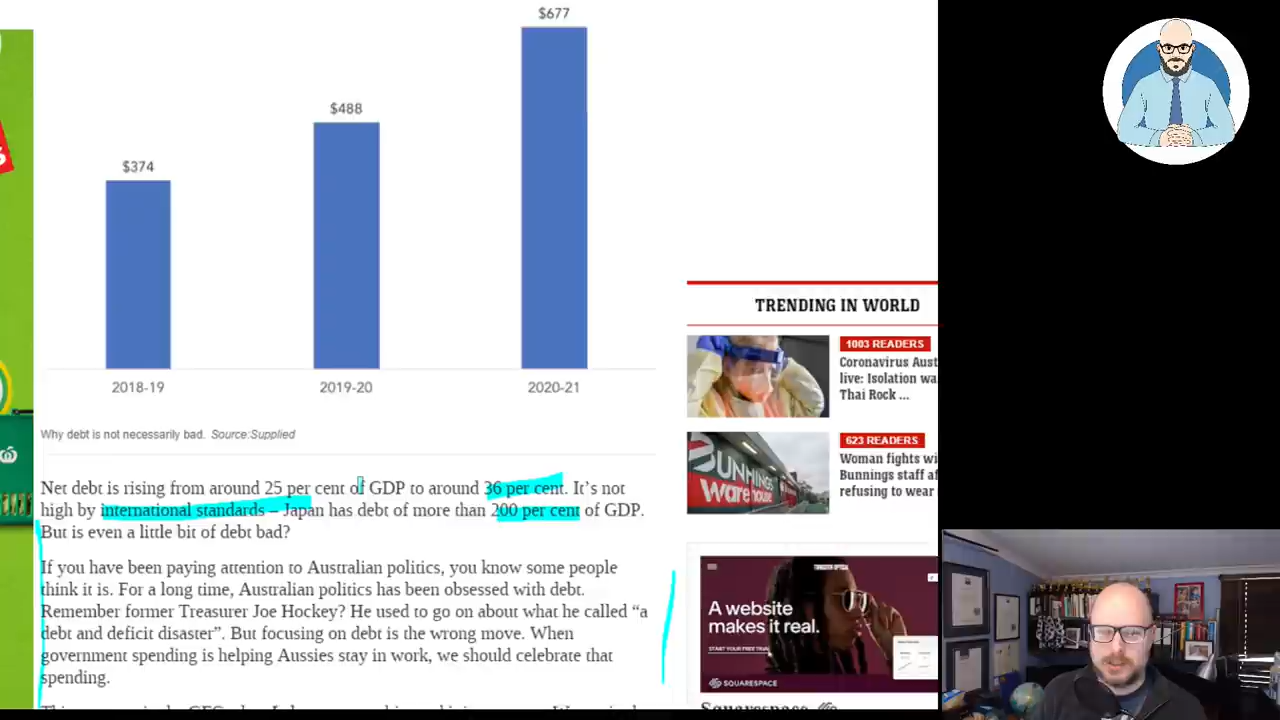 $677
$488
$374
2018-19
2019-20
2020-21
Why debt is not necessarily bad. Source:Supplied
Net debt is rising from around 25 per cent of GDP to around 36 per cent. It’s not
high by international standards – Japan has debt of more than 200 per cent of GDP.
But is even a little bit of debt bad?
If you have been paying attention to Australian politics, you know some people
think it is. For a long time, Australian politics has been obsessed with debt.
Remember former Treasurer Joe Hockey? He used to go on about what he called “a
debt and deficit disaster”. But focusing on debt is the wrong move. When
government spending is helping Aussies stay in work, we should celebrate that
spending.
TRENDING IN WORLD
1003 READERS
Coronavirus Aust
live: Isolation wa
Thai Rock ...
623 READERS
Woman fights wi
Bunnings staff af
refusing to wear
BUNNINGS
warehouse
A website
makes it real.
START YOUR FREE TRIAL
SQUARESPACE